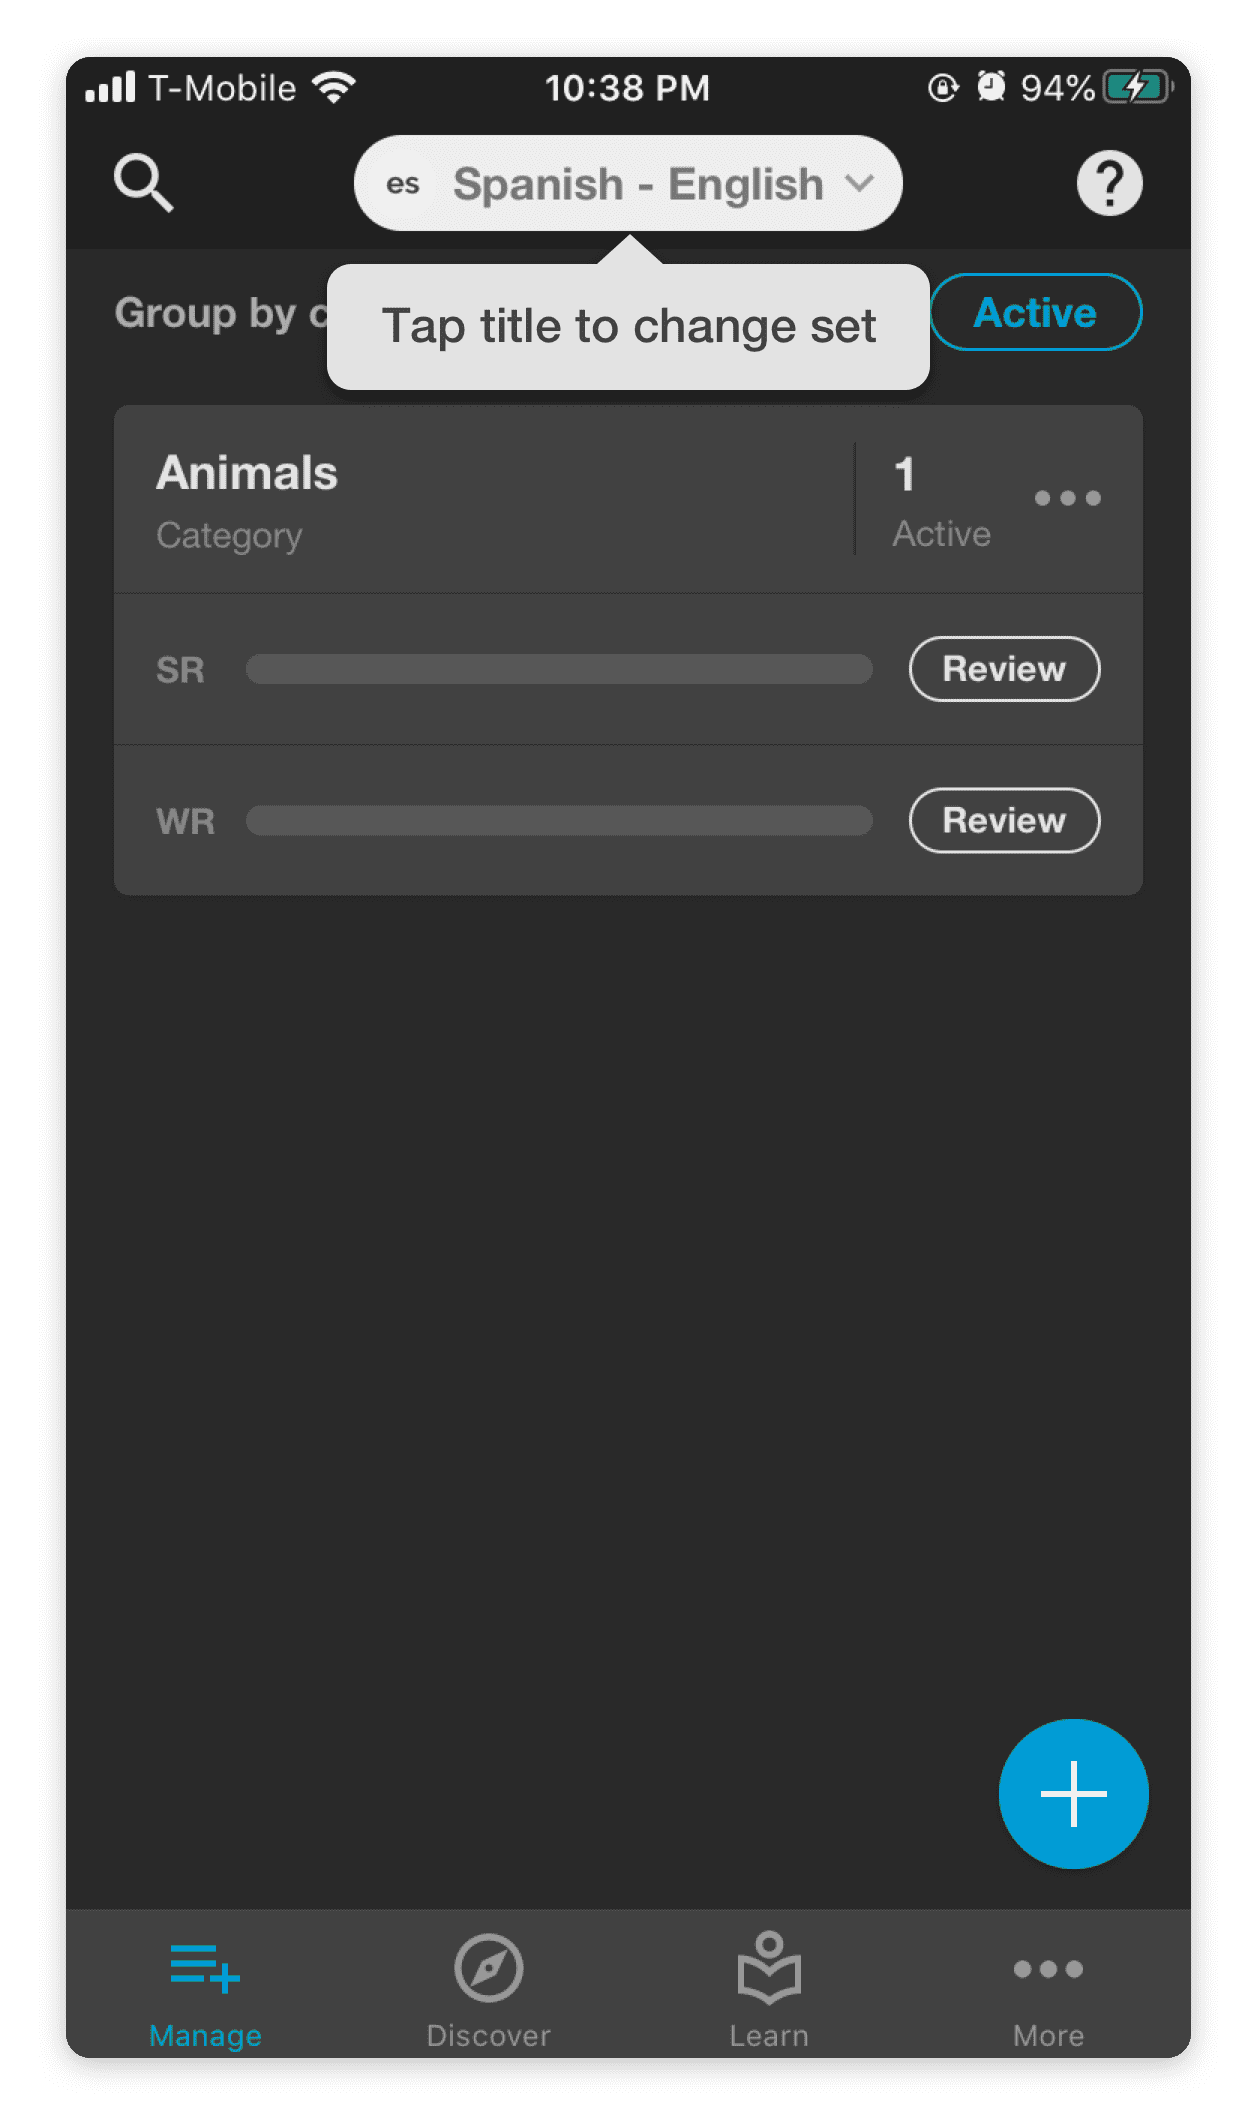 T-Mobile 10:38 PM 94%
es Spanish - English ?
Tap title to change set
Group by Active
Animals 1
Category Active
SR Review
WR Review
Manage Discover Learn More